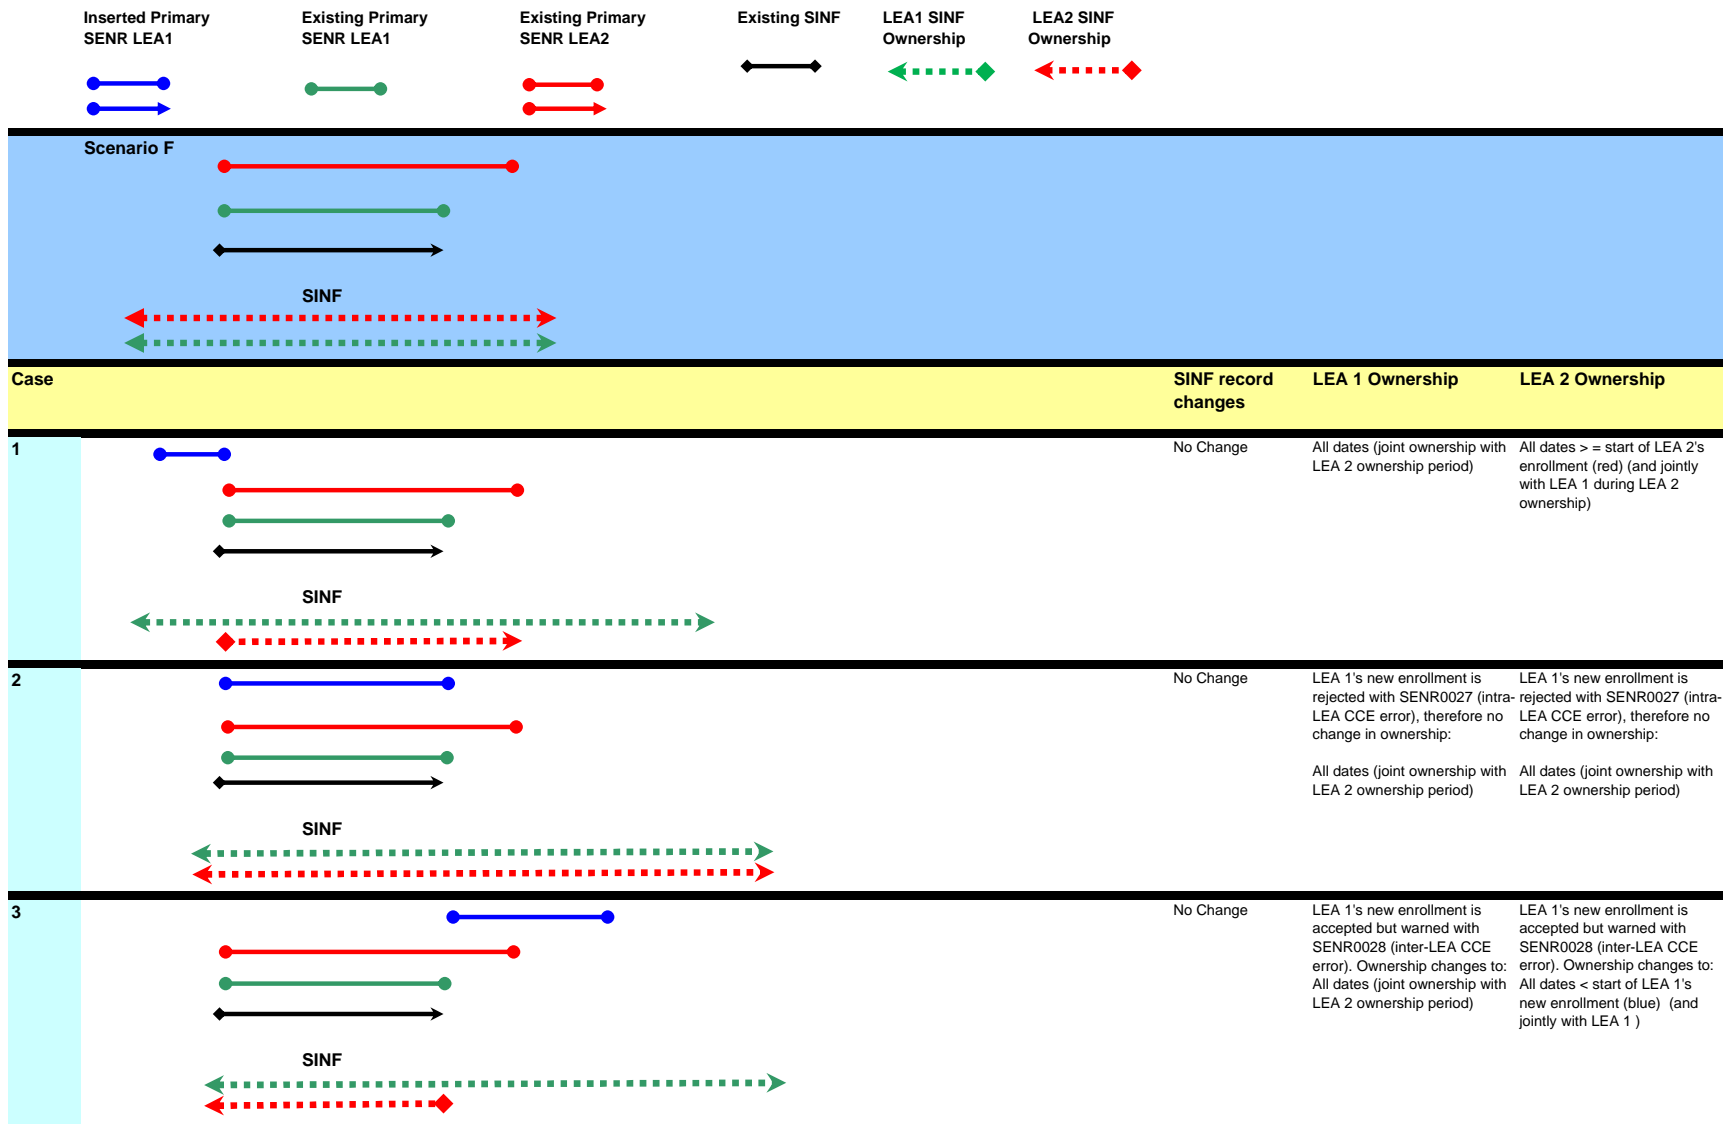 Inserted Primary
SENR LEA1
Existing Primary
SENR LEA1
Existing Primary
SENR LEA2
Existing SINF
LEA1 SINF
Ownership
LEA2 SINF
Ownership
Scenario F
SINF
Case
SINF record
changes
LEA 1 Ownership
LEA 2 Ownership
1
No Change
All dates (joint ownership with
LEA 2 ownership period)
All dates > = start of LEA 2's
enrollment (red) (and jointly
with LEA 1 during LEA 2
ownership)
SINF
2
No Change
LEA 1's new enrollment is
rejected with SENR0027 (intra-
LEA CCE error), therefore no
change in ownership:
All dates (joint ownership with
LEA 2 ownership period)
LEA 1's new enrollment is
rejected with SENR0027 (intra-
LEA CCE error), therefore no
change in ownership:
All dates (joint ownership with
LEA 2 ownership period)
SINF
3
No Change
LEA 1's new enrollment is
accepted but warned with
SENR0028 (inter-LEA CCE
error). Ownership changes to:
All dates (joint ownership with
LEA 2 ownership period)
LEA 1's new enrollment is
accepted but warned with
SENR0028 (inter-LEA CCE
error). Ownership changes to:
All dates < start of LEA 1's
new enrollment (blue) (and
jointly with LEA 1 )
SINF